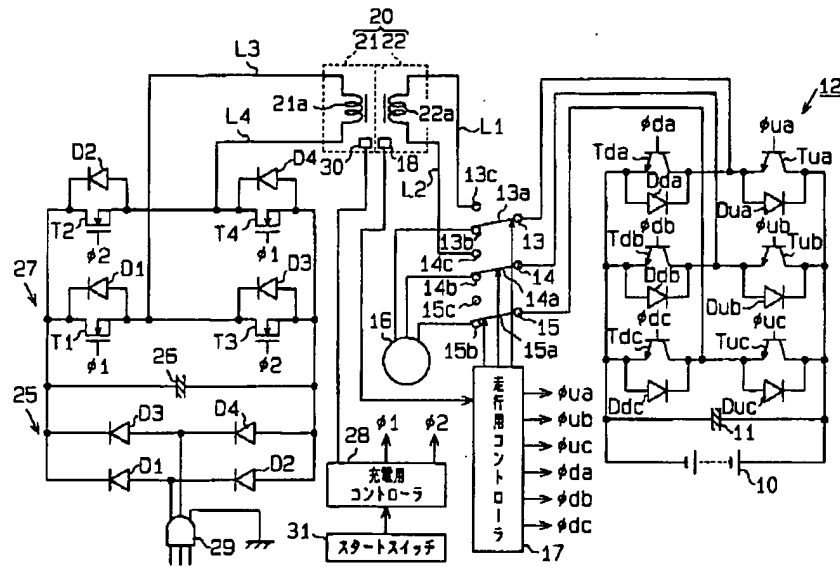 20
21 22
L3
L4
21a
22a
L1
L2
30
18
12
D2
D4
T2
φ2
T4
φ1
D1
D3
27
T1
φ1
T3
φ2
26
25
D3
D4
D1
D2
29
13c
13a
13b
13
14c
14b
14
14a
15c
15
15b
15a
16
φda
φua
Tda
Tua
Dda
Dua
φdb
φub
Tdb
Tub
Ddb
Dub
φdc
φuc
Tdc
Tuc
Ddc
Duc
11
10
φ1
φ2
28
充電用
コントローラ
31
スタートスイッチ
走行用コントローラ
17
φua
φub
φuc
φda
φdb
φdc